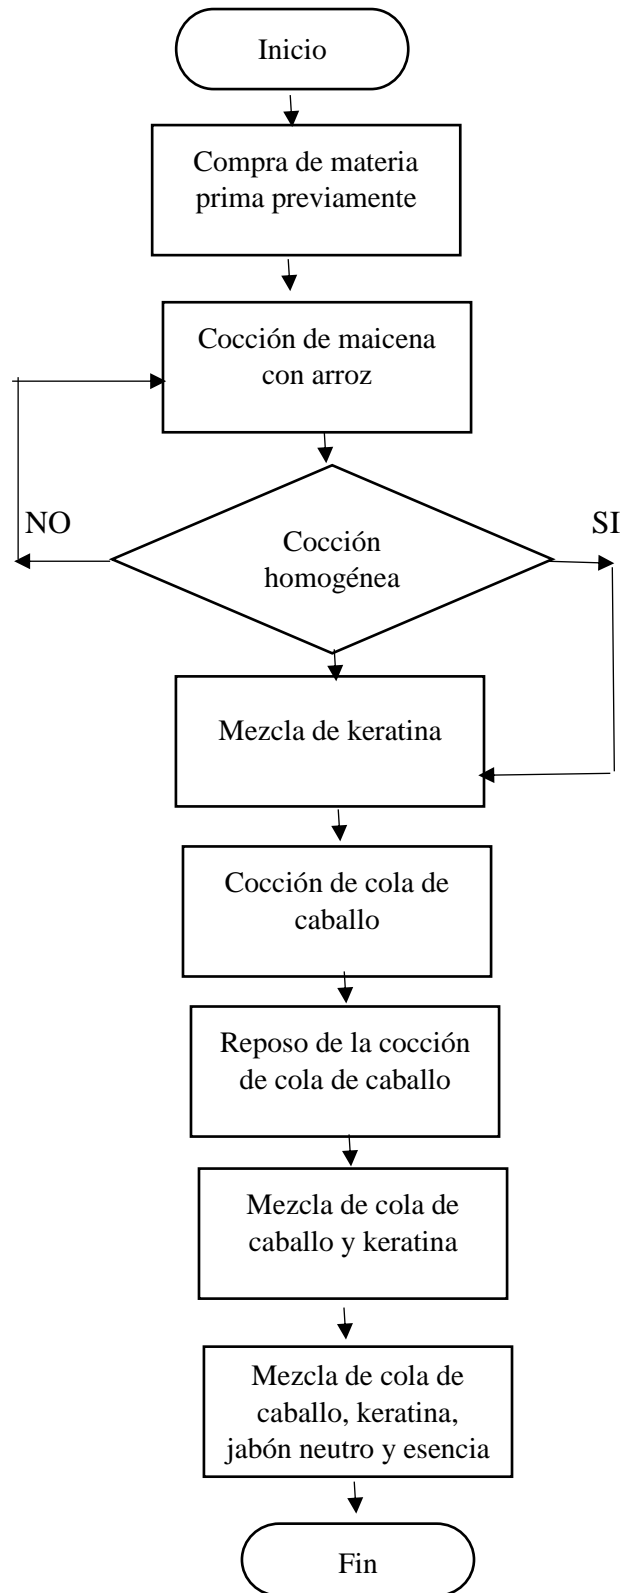 Inicio
Compra de materia
prima previamente
Cocción de maicena
con arroz
NO
SI
Cocción
homogénea
Mezcla de keratina
Cocción de cola de
caballo
Reposo de la cocción
de cola de caballo
Mezcla de cola de
caballo y keratina
Mezcla de cola de
caballo, keratina,
jabón neutro y esencia
Fin